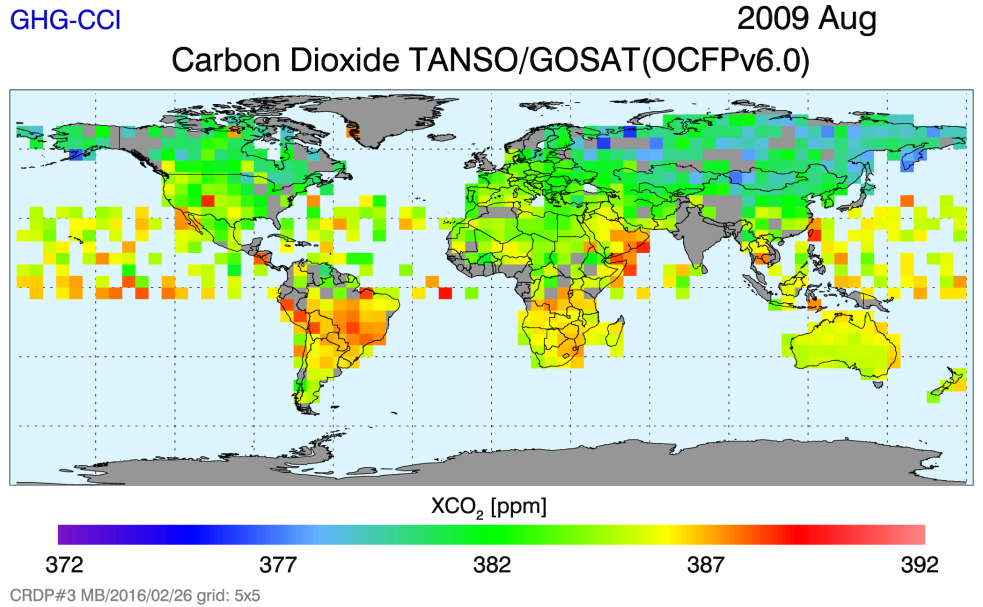 GHG-CCI
2009 Aug
Carbon Dioxide TANSO/GOSAT(OCFPv6.0)
XCO₂ [ppm]
372 377 382 387 392
CRDP#3 MB/2016/02/26 grid: 5x5